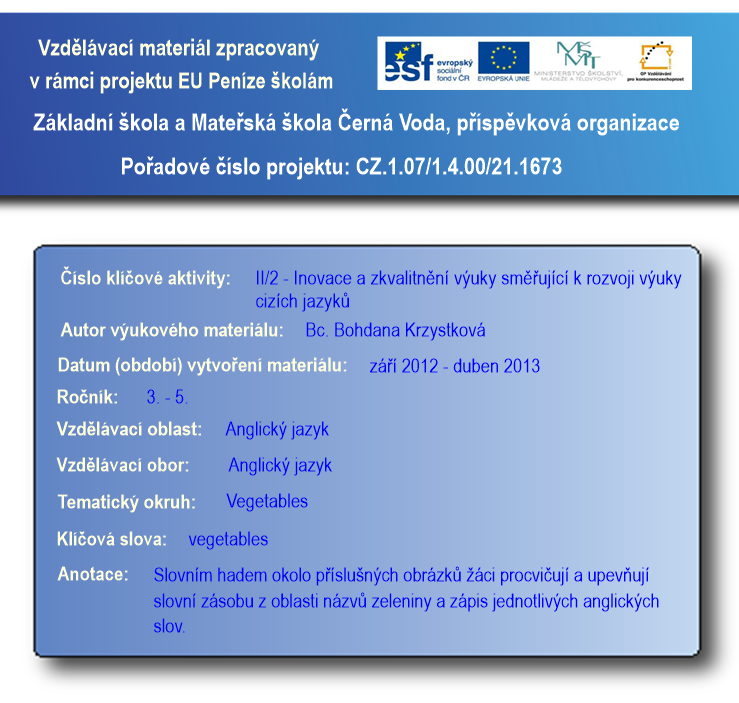 Vzdělávací materiál zpracovaný
v rámci projektu EU Peníze školám
esf evropský sociální fond v ČR
EVROPSKÁ UNIE
MINISTERSTVO ŠKOLSTVÍ, MLÁDEŽE A TĚLOVÝCHOVY
OP Vzdělávání pro konkurenceschopnost
Základní škola a Mateřská škola Černá Voda, příspěvková organizace
Pořadové číslo projektu: CZ.1.07/1.4.00/21.1673
Číslo klíčové aktivity: II/2 - Inovace a zkvalitnění výuky směřující k rozvoji výuky
cizích jazyků
Autor výukového materiálu: Bc. Bohdana Krzystková
Datum (období) vytvoření materiálu: září 2012 - duben 2013
Ročník: 3. - 5.
Vzdělávací oblast: Anglický jazyk
Vzdělávací obor: Anglický jazyk
Tematický okruh: Vegetables
Klíčová slova: vegetables
Anotace: Slovním hadem okolo příslušných obrázků žáci procvičují a upevňují
slovní zásobu z oblasti názvů zeleniny a zápis jednotlivých anglických
slov.